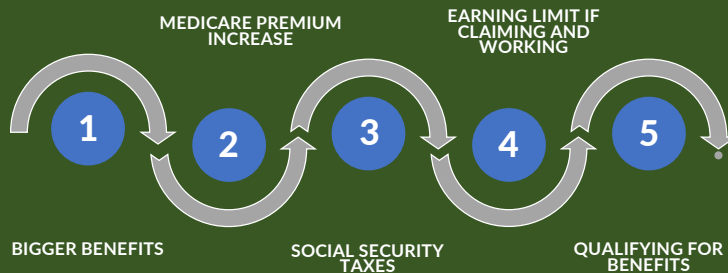 MEDICARE PREMIUM
INCREASE
EARNING LIMIT IF
CLAIMING AND
WORKING
1
2
3
4
5
BIGGER BENEFITS
SOCIAL SECURITY
TAXES
QUALIFYING FOR
BENEFITS